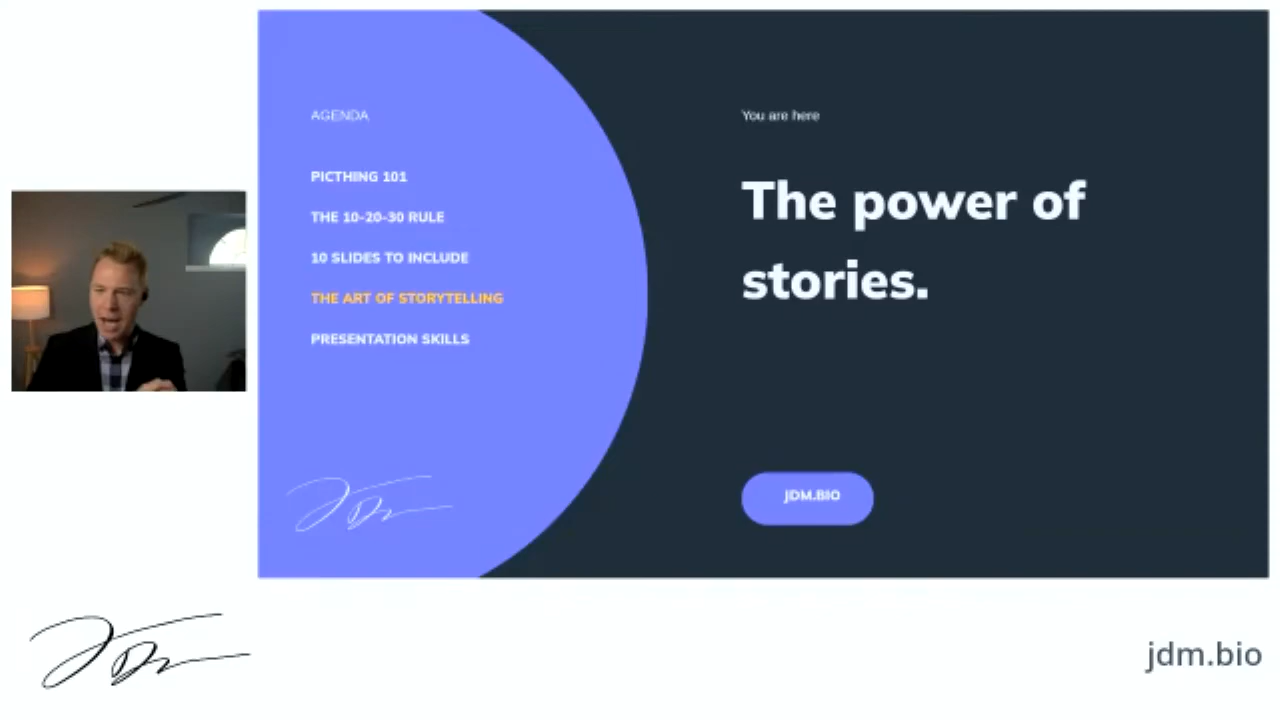 AGENDA
PICTHING 101
THE 10-20-30 RULE
10 SLIDES TO INCLUDE
THE ART OF STORYTELLING
PRESENTATION SKILLS
You are here
The power of
stories.
JDM.BIO
jdm.bio